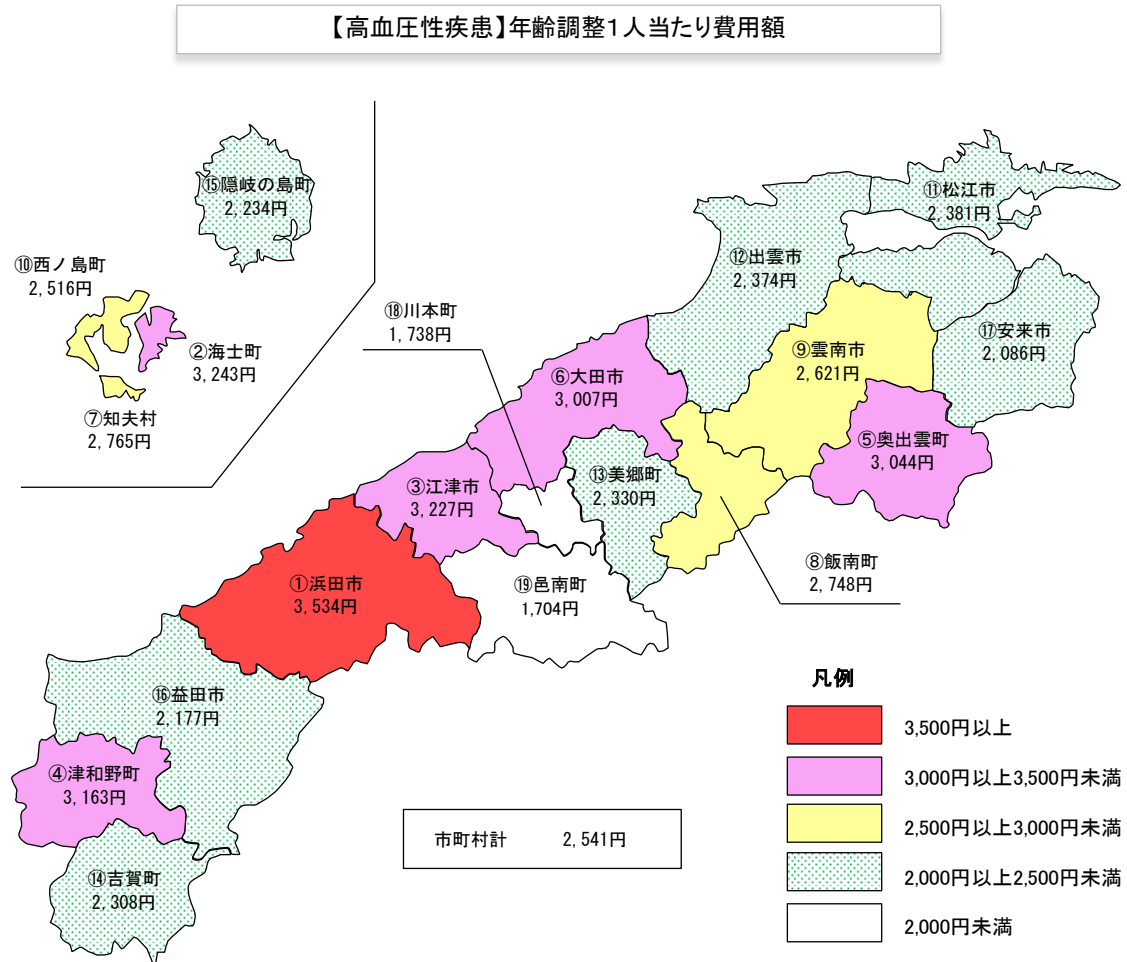 【高血圧性疾患】年齢調整1人当たり費用額
⑮隠岐の島町
2,234円
⑩西ノ島町
2,516円
②海士町
3,243円
⑦知夫村
2,765円
⑪松江市
2,381円
⑫出雲市
2,374円
⑱川本町
1,738円
⑰安来市
2,086円
⑨雲南市
2,621円
⑥大田市
3,007円
⑤奥出雲町
3,044円
⑬美郷町
2,330円
③江津市
3,227円
⑧飯南町
2,748円
①浜田市
3,534円
⑲邑南町
1,704円
⑯益田市
2,177円
④津和野町
3,163円
⑭吉賀町
2,308円
市町村計 2,541円
凡例
3,500円以上
3,000円以上3,500円未満
2,500円以上3,000円未満
2,000円以上2,500円未満
2,000円未満